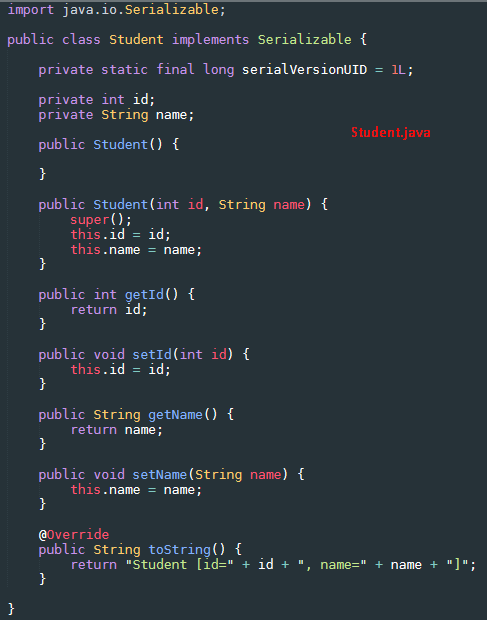 import java.io.Serializable;
public class Student implements Serializable {
private static final long serialVersionUID = 1L;
private int id;
private String name;
Student.java
public Student() {
}
public Student(int id, String name) {
super();
this.id = id;
this.name = name;
}
public int getId() {
return id;
}
public void setId(int id) {
this.id = id;
}
public String getName() {
return name;
}
public void setName(String name) {
this.name = name;
}
@Override
public String toString() {
return "Student [id=" + id + ", name=" + name + "]";
}
}